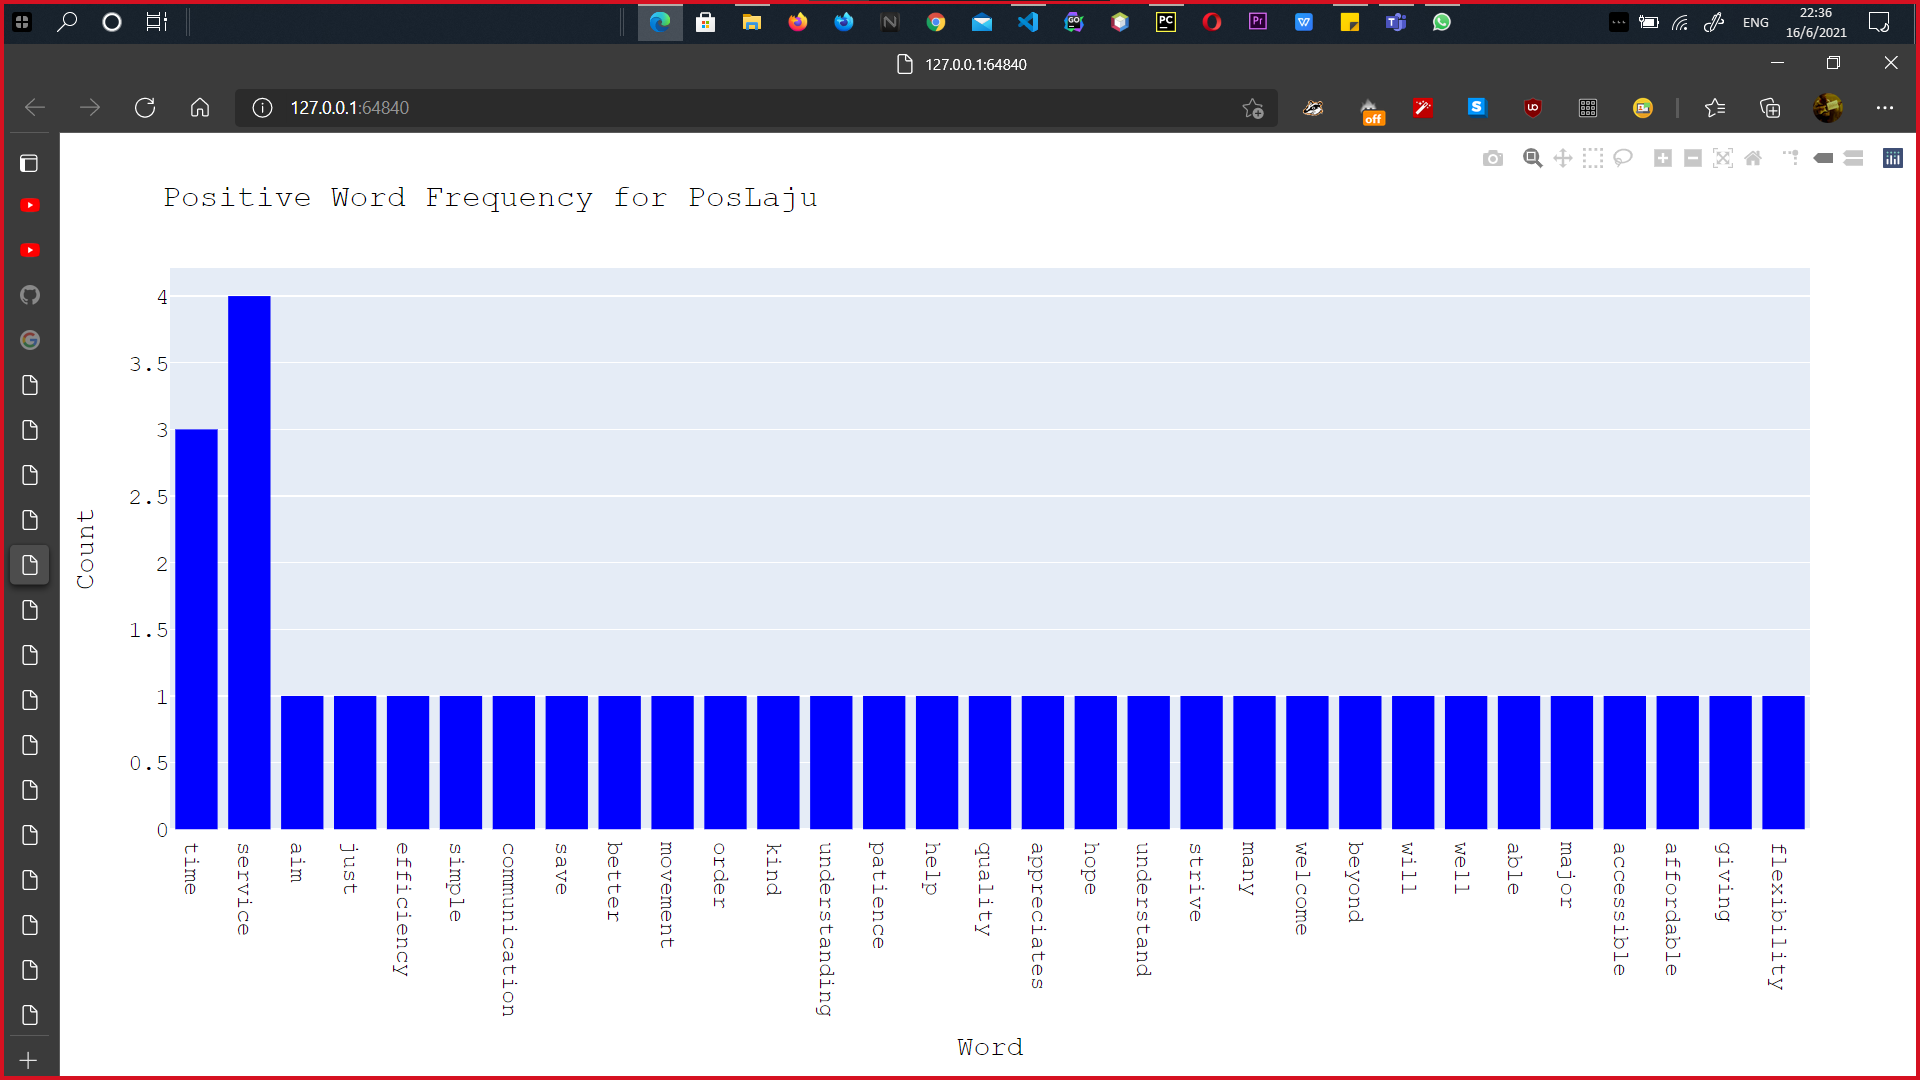 ENG
22:36
16/6/2021
127.0.0.1:64840
127.0.0.1:64840
off
Positive Word Frequency for PosLaju
4
3.5
3
2.5
2
1.5
1
0.5
0
Count
time
service
aim
just
efficiency
simple
communication
save
better
movement
order
kind
understanding
patience
help
quality
appreciates
hope
understand
strive
many
welcome
beyond
will
well
able
major
accessible
affordable
giving
flexibility
Word